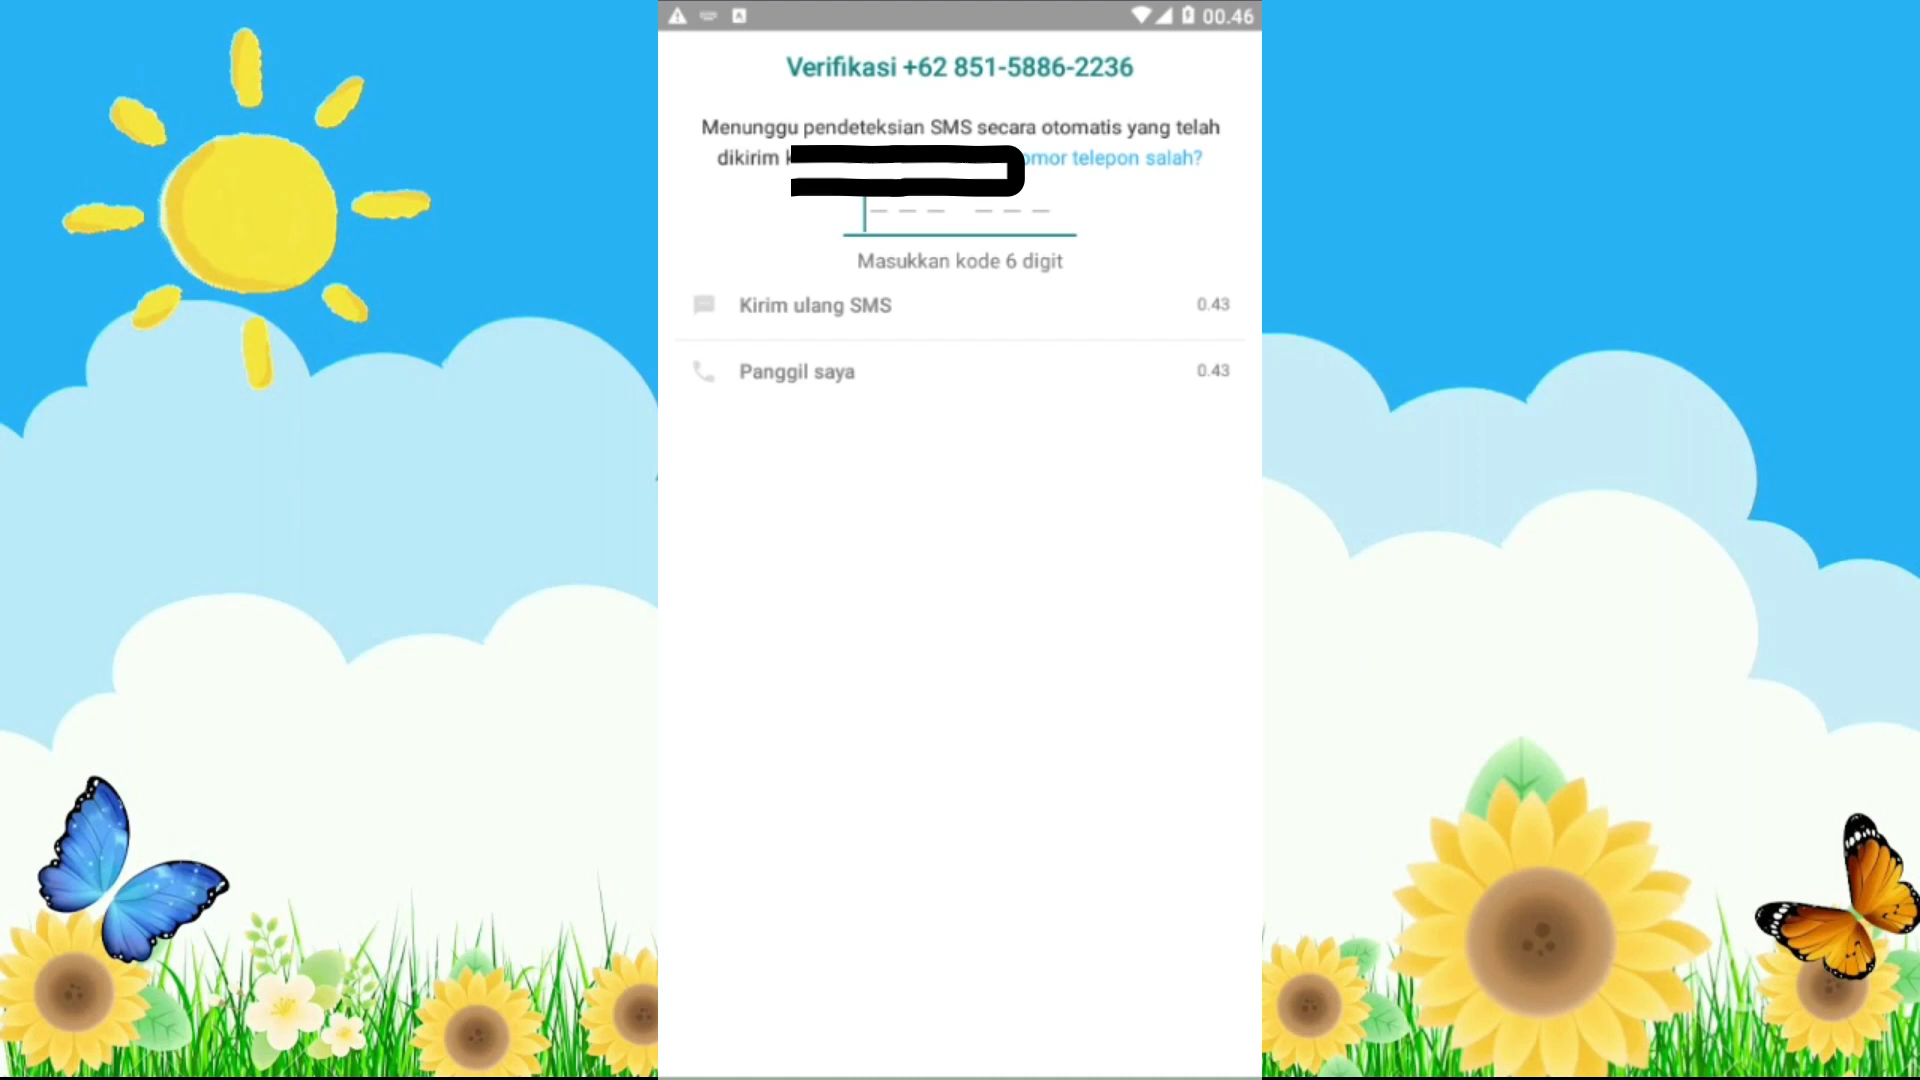 00.46
Verifikasi +62 851-5886-2236
Menunggu pendeteksian SMS secara otomatis yang telah
dikirim omor telepon salah?
Masukkan kode 6 digit
Kirim ulang SMS 0.43
Panggil saya 0.43